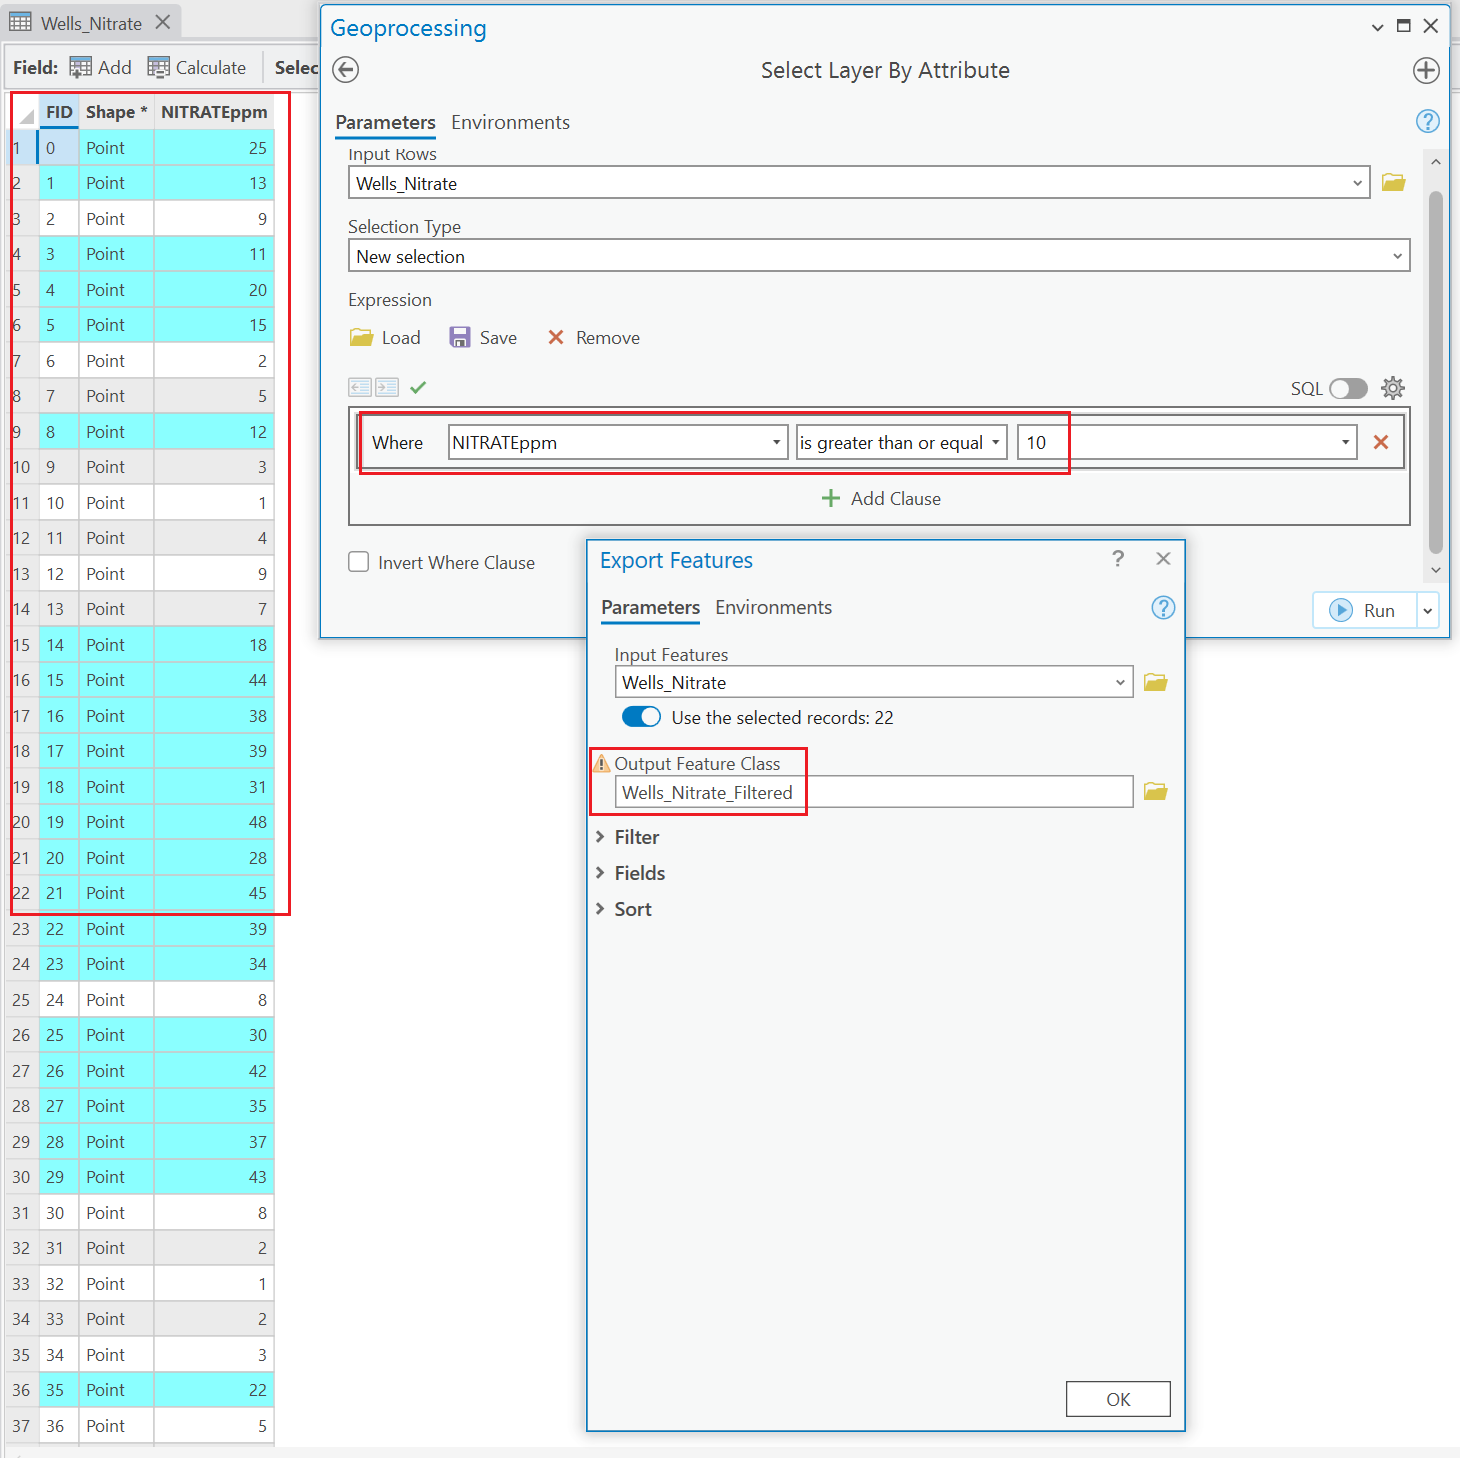 Wells_Nitrate
Field: Add Calculate Selec
FID Shape * NITRATEppm
1 0 Point 25
2 1 Point 13
3 2 Point 9
4 3 Point 11
5 4 Point 20
6 5 Point 15
7 6 Point 2
8 7 Point 5
9 8 Point 12
10 9 Point 3
11 10 Point 1
12 11 Point 4
13 12 Point 9
14 13 Point 7
15 14 Point 18
16 15 Point 44
17 16 Point 38
18 17 Point 39
19 18 Point 31
20 19 Point 48
21 20 Point 28
22 21 Point 45
23 22 Point 39
24 23 Point 34
25 24 Point 8
26 25 Point 30
27 26 Point 42
28 27 Point 35
29 28 Point 37
30 29 Point 43
31 30 Point 8
32 31 Point 2
33 32 Point 1
34 33 Point 2
35 34 Point 3
36 35 Point 22
37 36 Point 5
Geoprocessing
Select Layer By Attribute
Parameters Environments
Input Rows
Wells_Nitrate
Selection Type
New selection
Expression
Load Save Remove
SQL
Where NITRATEppm is greater than or equal 10
Add Clause
Invert Where Clause
Run
Export Features
Parameters Environments
Input Features
Wells_Nitrate
Use the selected records: 22
Output Feature Class
Wells_Nitrate_Filtered
Filter
Fields
Sort
OK